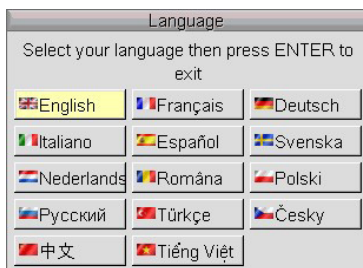 Language
Select your language then press ENTER to
exit
English Français Deutsch
Italiano Español Svenska
Nederlands Româna Polski
Русский Türkçe Česky
中文 Tiếng Việt